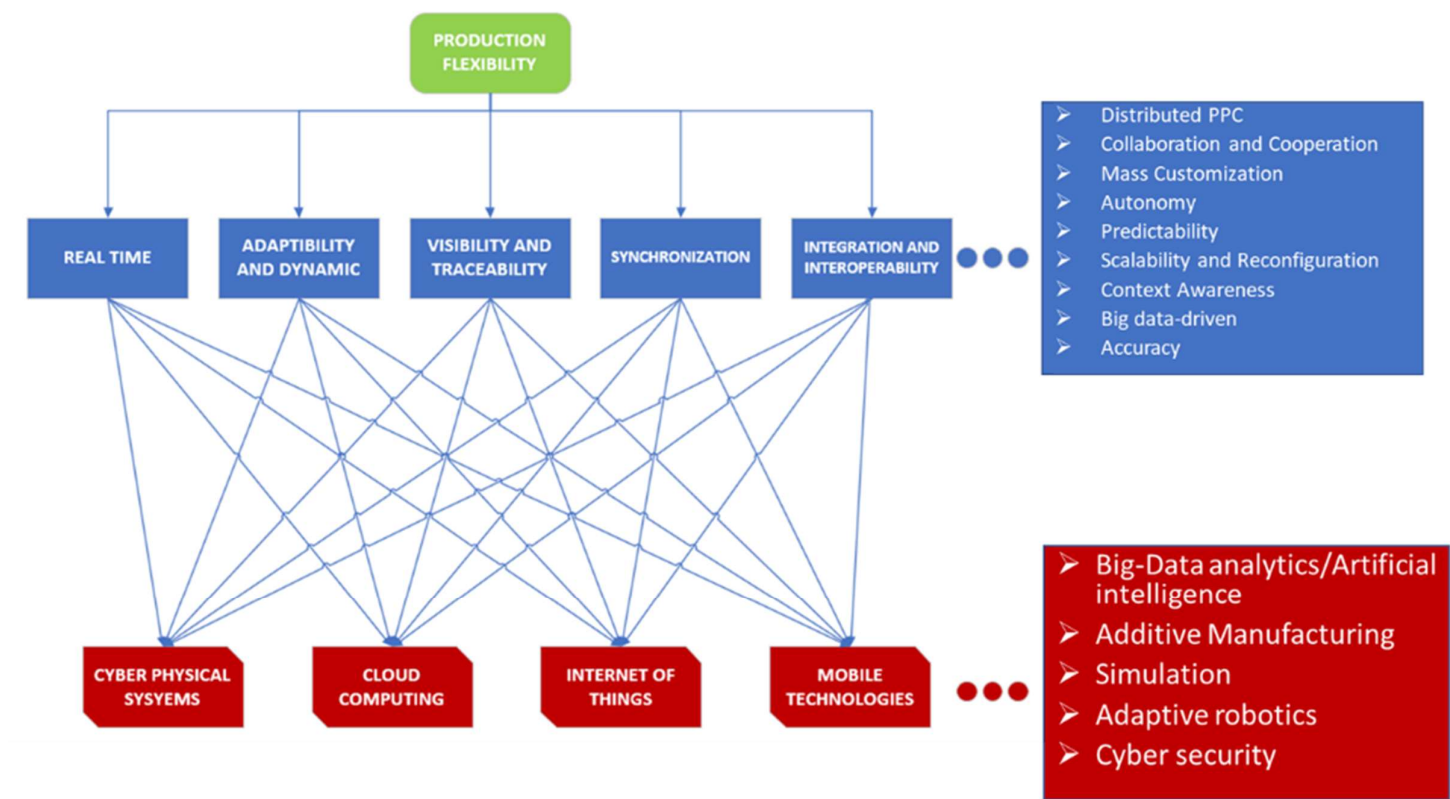 PRODUCTION
FLEXIBILITY
REAL TIME
ADAPTIBILITY
AND DYNAMIC
VISIBILITY AND
TRACEABILITY
SYNCHRONIZATION
INTEGRATION AND
INTEROPERABILITY
Distributed PPC
Collaboration and Cooperation
Mass Customization
Autonomy
Predictability
Scalability and Reconfiguration
Context Awareness
Big data-driven
Accuracy
CYBER PHYSICAL
SYSYEMS
CLOUD
COMPUTING
INTERNET OF
THINGS
MOBILE
TECHNOLOGIES
Big-Data analytics/Artificial
intelligence
Additive Manufacturing
Simulation
Adaptive robotics
Cyber security